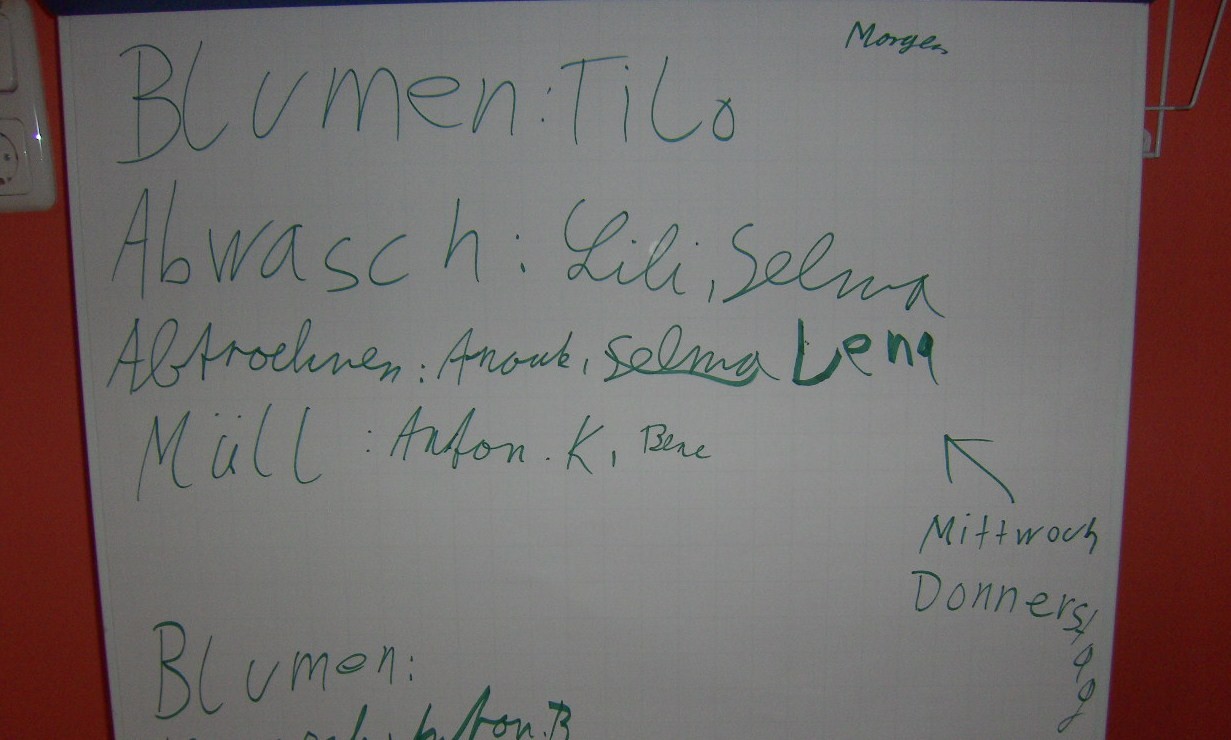 Morgen
Blumen: Tilo
Abwasch: Lili, Selma
Abtrocknen: Anouk, Selma Lena
Müll: Anton. K, Bene
Mittwoch
Donnerstag
Blumen:
Anton. B